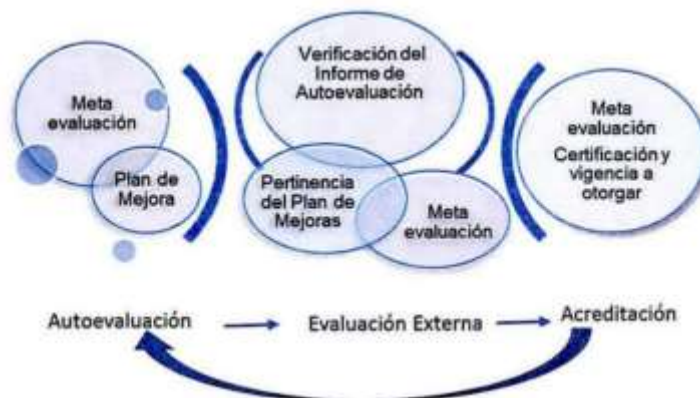 Meta
evaluación
Plan de
Mejora
Verificación del
Informe de
Autoevaluación
Pertinencia
del Plan de
Mejoras
Meta
evaluación
Meta
evaluación
Certificación y
vigencia a
otorgar
Autoevaluación
Evaluación Externa
Acreditación